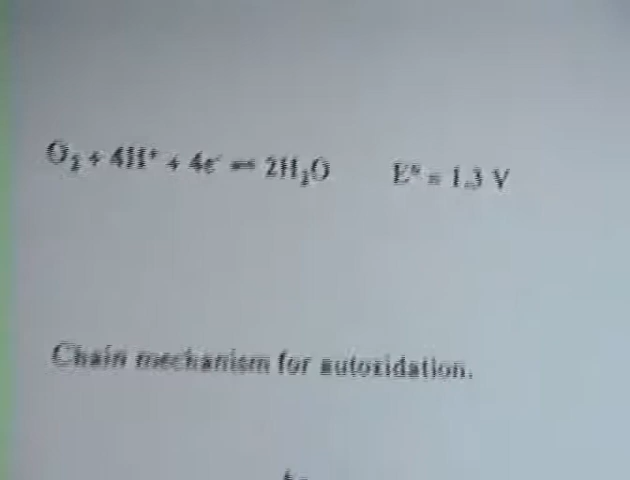 O₂ + 4H⁺ + 4e⁻ ⇌ 2H₂O E° = 1.3 V
Chain mechanism for autoxidation.